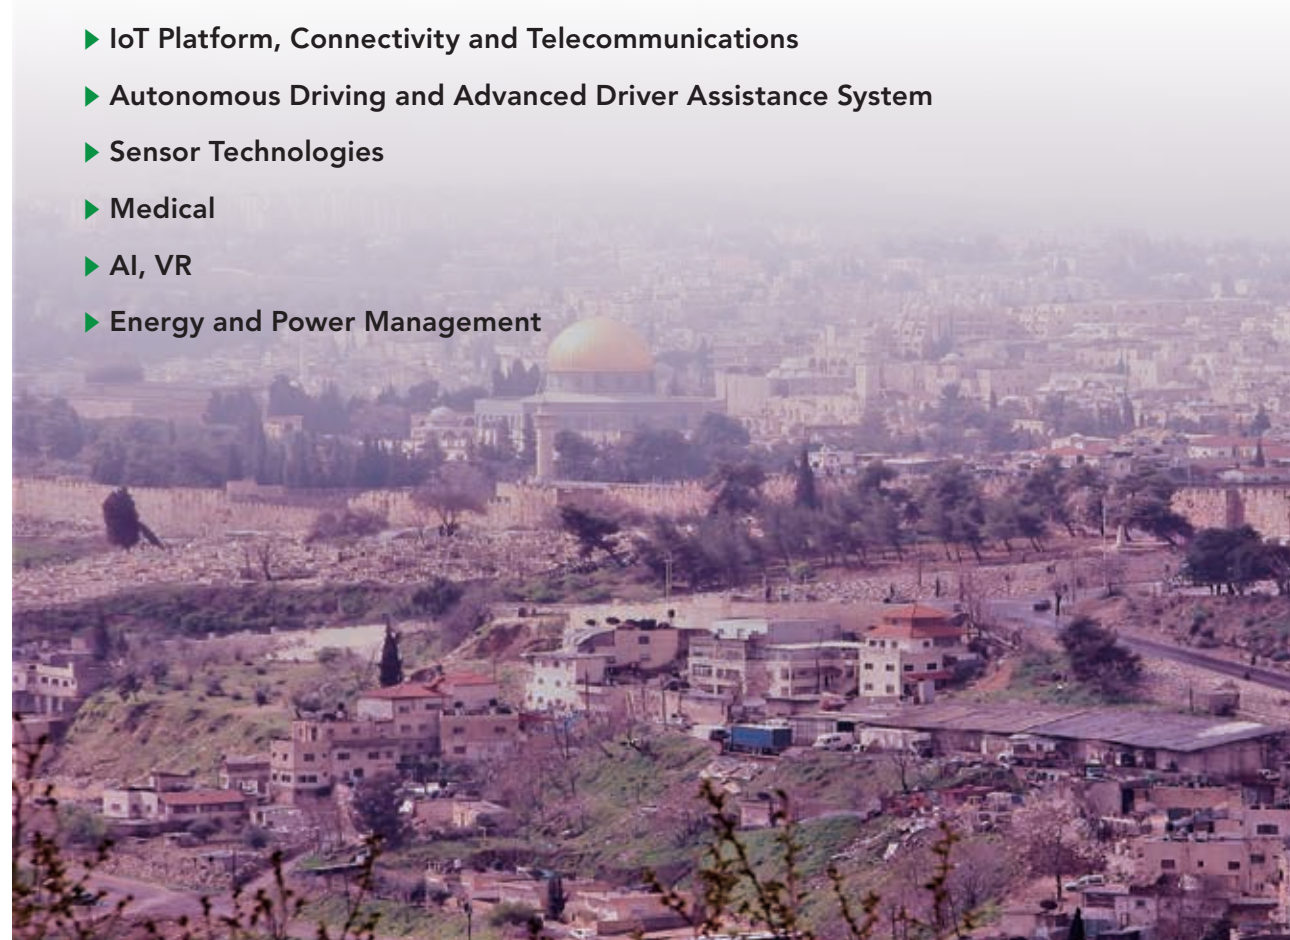 IoT Platform, Connectivity and Telecommunications
Autonomous Driving and Advanced Driver Assistance System
Sensor Technologies
Medical
AI, VR
Energy and Power Management